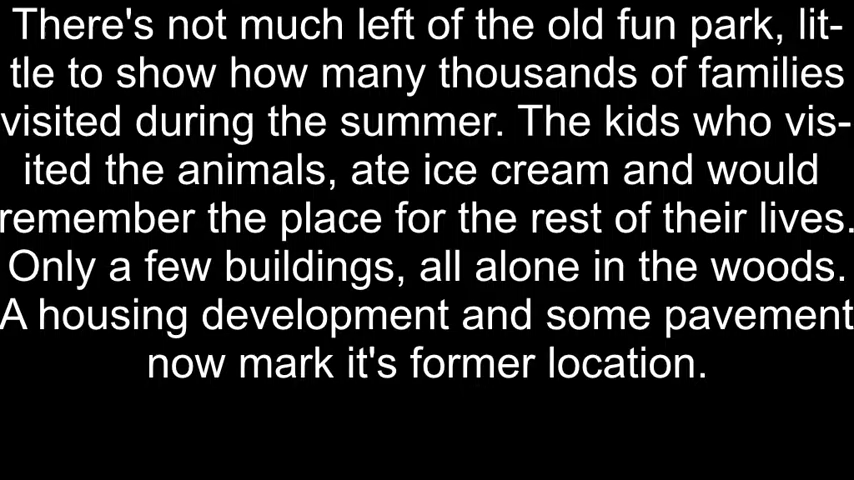 There's not much left of the old fun park, lit-
tle to show how many thousands of families
visited during the summer. The kids who vis-
ited the animals, ate ice cream and would
remember the place for the rest of their lives.
Only a few buildings, all alone in the woods.
A housing development and some pavement
now mark it's former location.